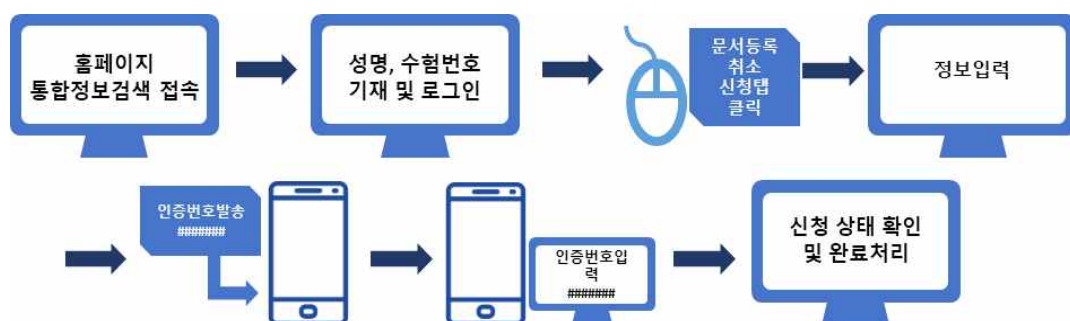 홈페이지
통합정보검색 접속
성명, 수험번호
기재 및 로그인
문서등록
취소
신청탭
클릭
정보입력
인증번호발송
#######
인증번호입
력
#######
신청 상태 확인
및 완료처리